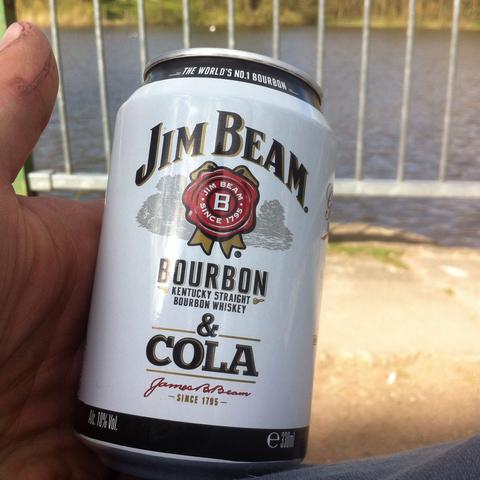 THE WORLD'S NO.1 BOURBON
JIM BEAM.
JIM BEAM
B
SINCE 1795
BOURBON
KENTUCKY STRAIGHT
BOURBON WHISKEY
&
COLA
James B. Beam
SINCE 1795
Alc. 10% Vol.
e 330ml